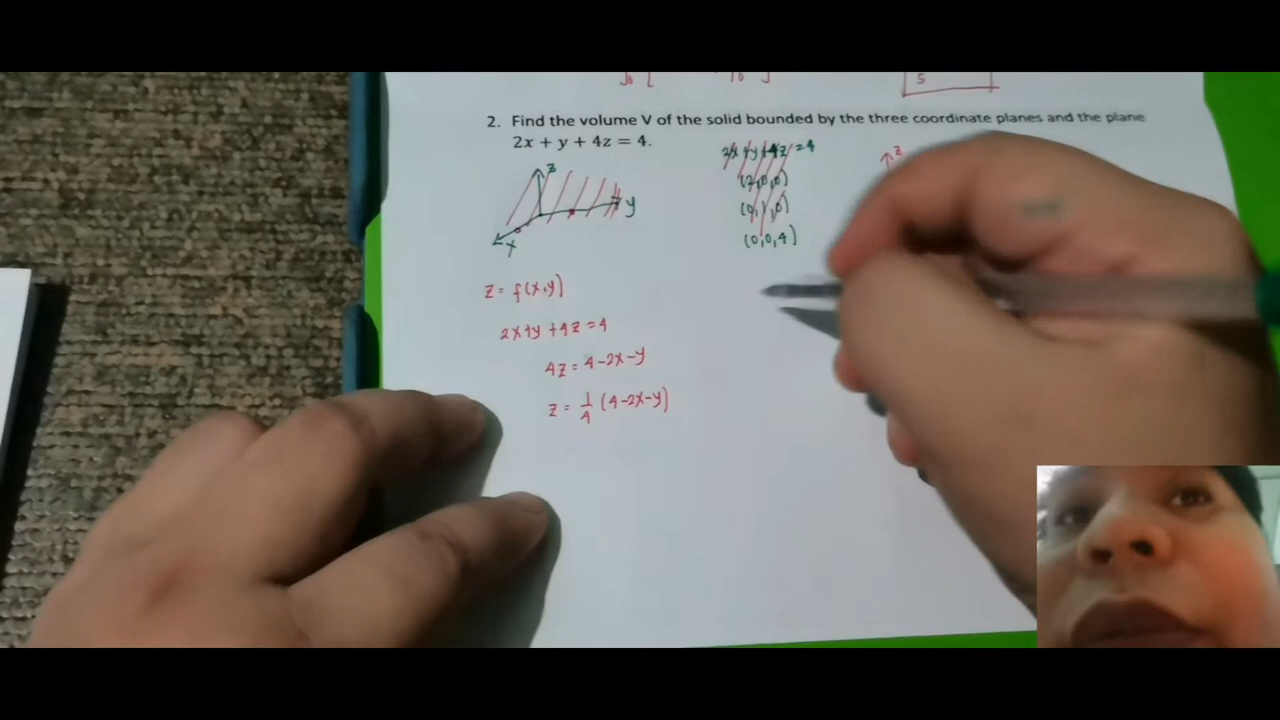 5
2. Find the volume V of the solid bounded by the three coordinate planes and the plane
2x + y + 4z = 4.
z
y
x
2x+y+4z=4
(2,0,0)
(0,1,0)
(0,0,4)
z
z = f(x,y)
2x+y+4z=4
4z = 4-2x-y
z = 1/4 (4-2x-y)